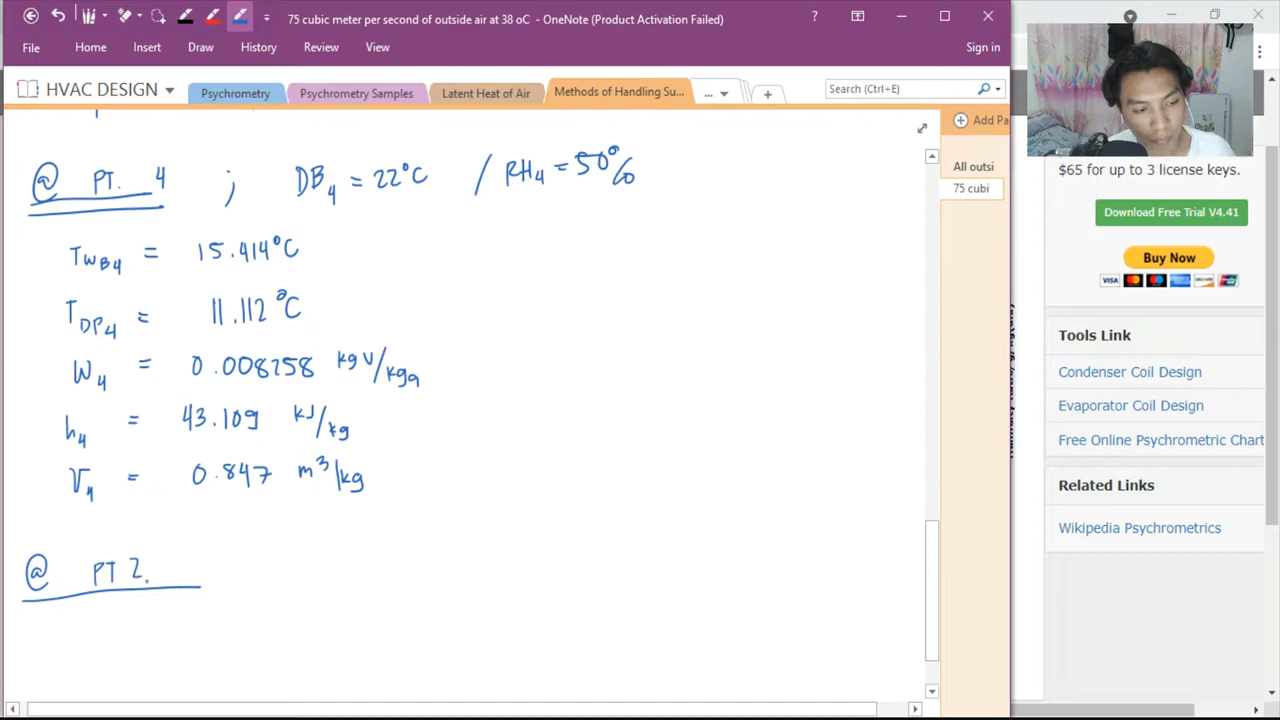 75 cubic meter per second of outside air at 38 oC - OneNote (Product Activation Failed)
File Home Insert Draw History Review View
Sign in
HVAC DESIGN
Psychrometry Psychrometry Samples Latent Heat of Air Methods of Handling Su... ...
Search (Ctrl+E)
Add Pa
All outsi
75 cubi
@ PT. 4 ; DB4 = 22°C / RH4 = 50%
TWB4 = 15.414°C
TDP4 = 11.112 °C
W4 = 0.008258 kgv/kga
h4 = 43.109 kJ/kg
V4 = 0.847 m³/kg
@ PT 2.
$65 for up to 3 license keys.
Download Free Trial V4.41
Buy Now
Tools Link
Condenser Coil Design
Evaporator Coil Design
Free Online Psychrometric Chart
Related Links
Wikipedia Psychrometrics